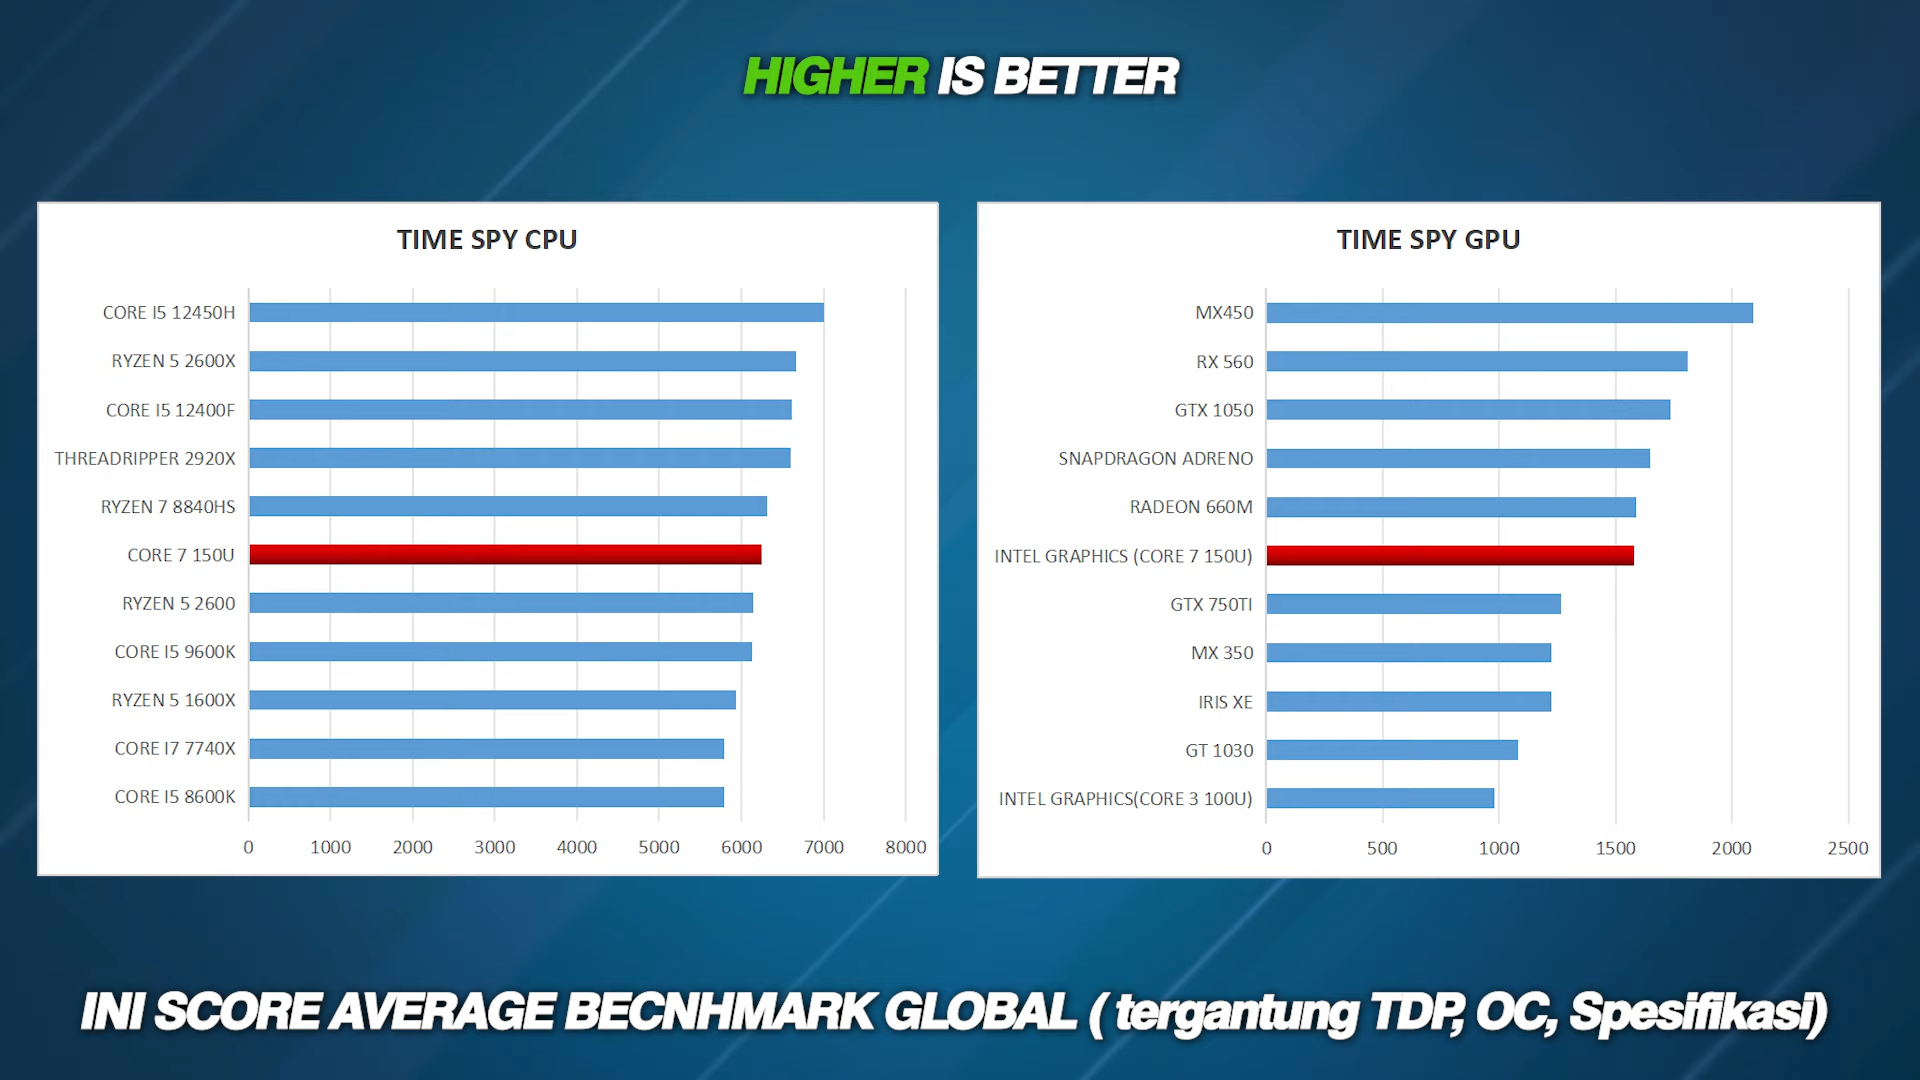 HIGHER IS BETTER
TIME SPY CPU
CORE I5 12450H
RYZEN 5 2600X
CORE I5 12400F
THREADRIPPER 2920X
RYZEN 7 8840HS
CORE 7 150U
RYZEN 5 2600
CORE I5 9600K
RYZEN 5 1600X
CORE I7 7740X
CORE I5 8600K
0 1000 2000 3000 4000 5000 6000 7000 8000
TIME SPY GPU
MX450
RX 560
GTX 1050
SNAPDRAGON ADRENO
RADEON 660M
INTEL GRAPHICS (CORE 7 150U)
GTX 750TI
MX 350
IRIS XE
GT 1030
INTEL GRAPHICS(CORE 3 100U)
0 500 1000 1500 2000 2500
INI SCORE AVERAGE BECNHMARK GLOBAL ( tergantung TDP, OC, Spesifikasi)